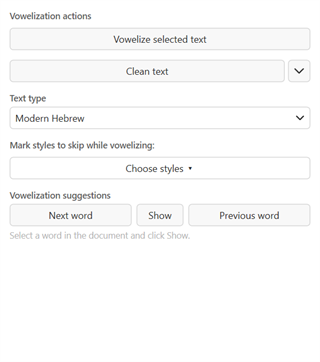 Vowelization actions
Vowelize selected text
Clean text
Text type
Modern Hebrew
Mark styles to skip while vowelizing:
Choose styles
Vowelization suggestions
Next word Show Previous word
Select a word in the document and click Show.